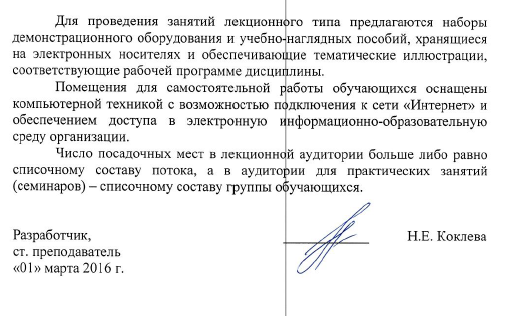 Для проведения занятий лекционного типа предлагаются наборы
демонстрационного оборудования и учебно-наглядных пособий, хранящиеся
на электронных носителях и обеспечивающие тематические иллюстрации,
соответствующие рабочей программе дисциплины.
Помещения для самостоятельной работы обучающихся оснащены
компьютерной техникой с возможностью подключения к сети «Интернет» и
обеспечением доступа в электронную информационно-образовательную
среду организации.
Число посадочных мест в лекционной аудитории больше либо равно
списочному составу потока, а в аудитории для практических занятий
(семинаров) – списочному составу группы обучающихся.
Разработчик,
ст. преподаватель Н.Е. Коклева
«01» марта 2016 г.